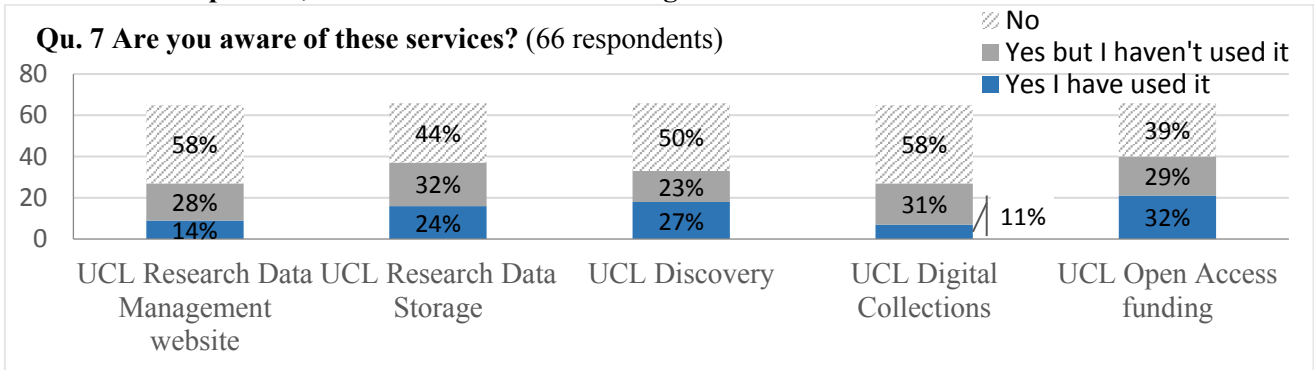 Qu. 7 Are you aware of these services? (66 respondents)
No
Yes but I haven't used it
Yes I have used it
80
60
40
20
0
58%
44%
50%
58%
39%
28%
32%
23%
31%
29%
14%
24%
27%
11%
32%
UCL Research Data Management website
UCL Research Data Storage
UCL Discovery
UCL Digital Collections
UCL Open Access funding